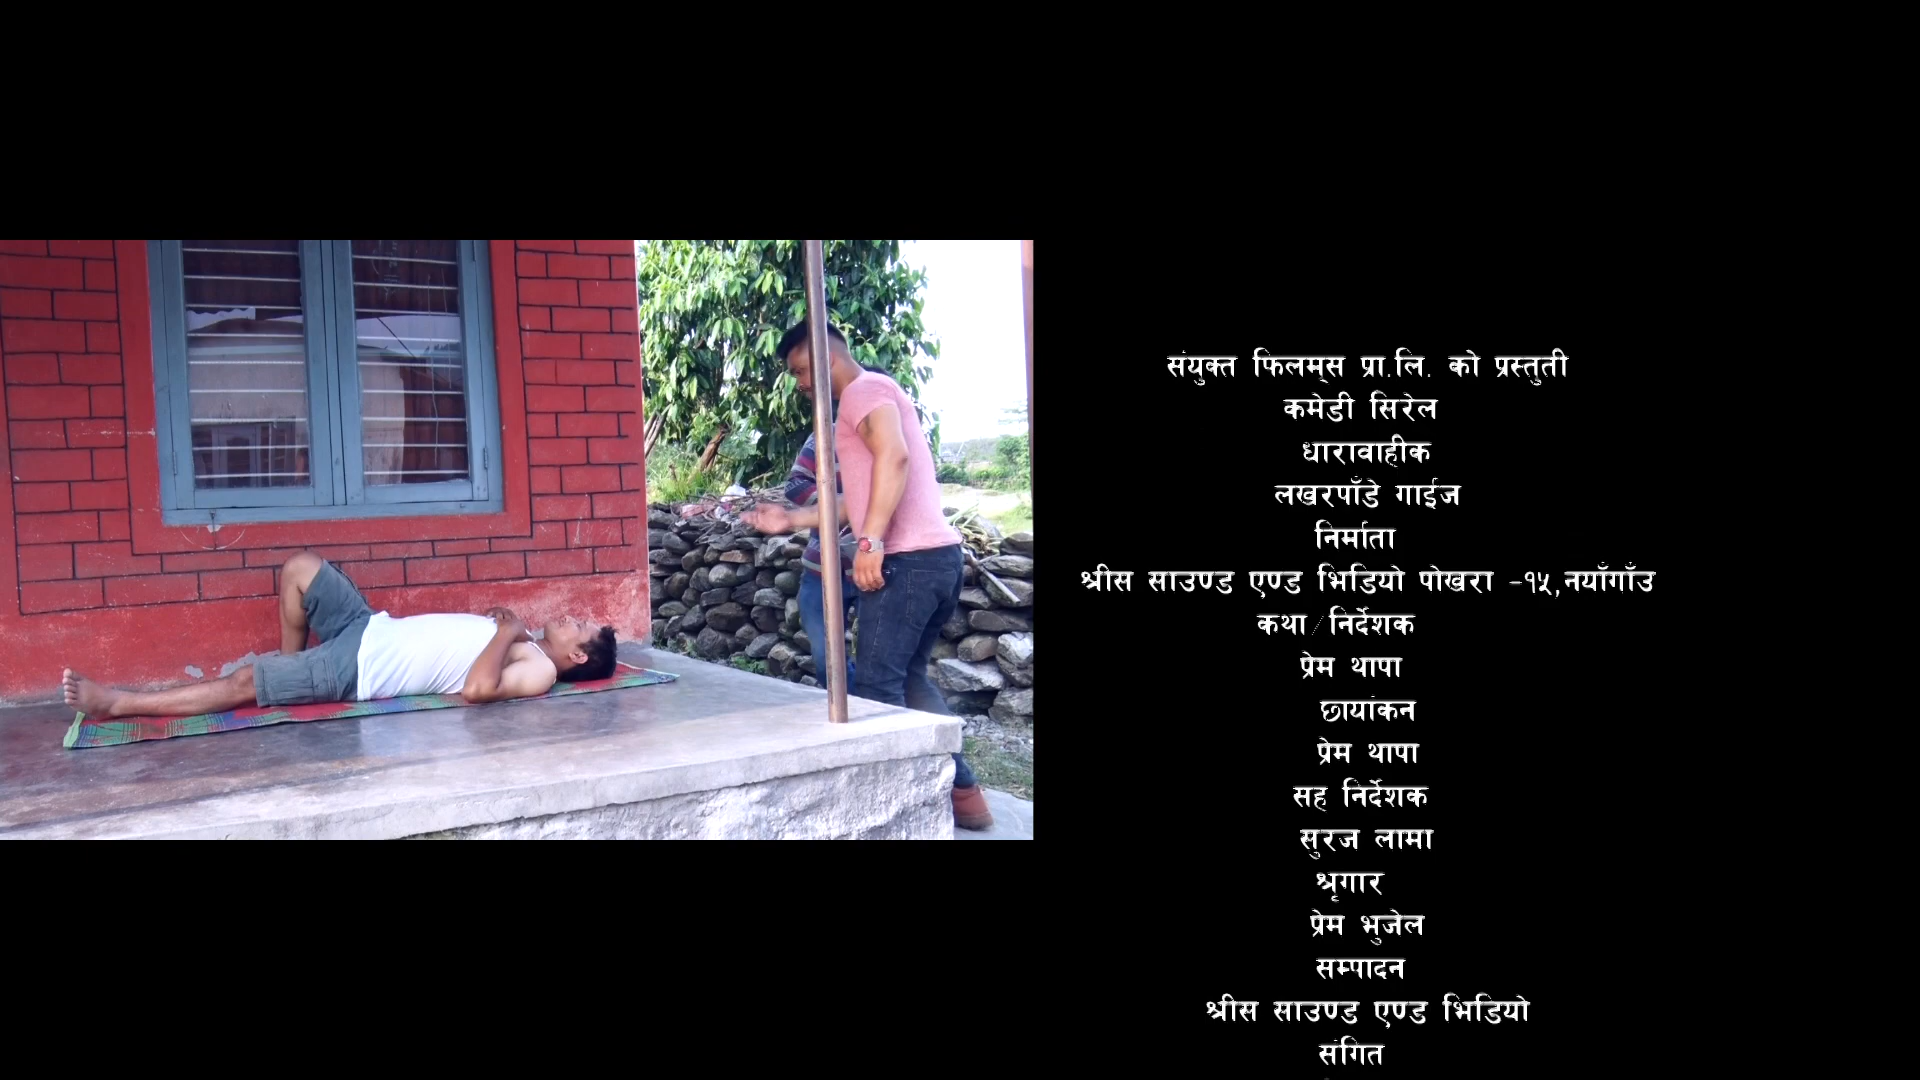 संयुक्त फिलम्स प्रा.लि. को प्रस्तुती
कमेडी सिरेल
धारावाहीक
लखरपाँडे गाईज
निर्माता
श्रीस साउण्ड एण्ड भिडियो पोखरा -१५,नयाँगाँउ
कथा/निर्देशक
प्रेम थापा
छायांकन
प्रेम थापा
सह निर्देशक
सुरज लामा
श्रृगार
प्रेम भुजेल
सम्पादन
श्रीस साउण्ड एण्ड भिडियो
संगित